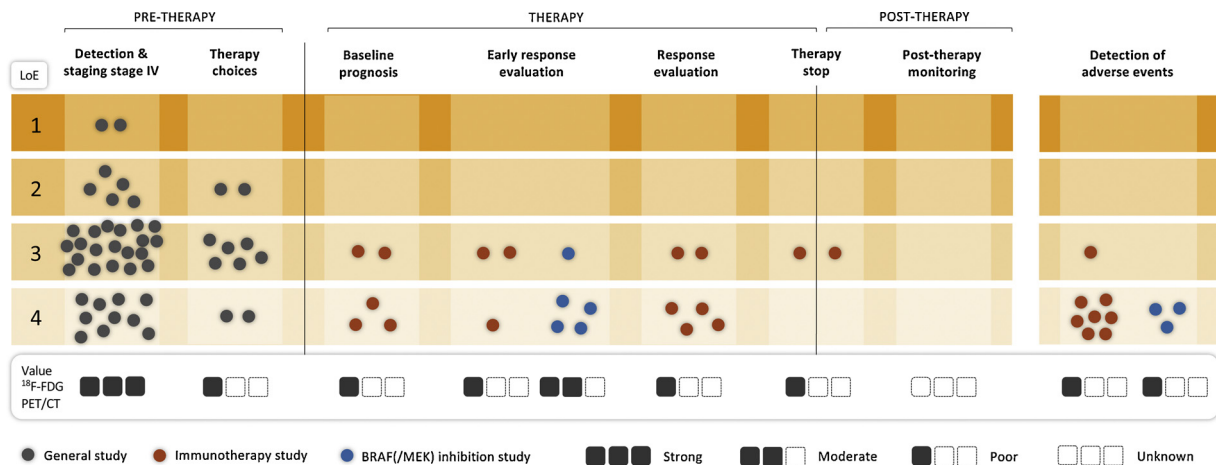 PRE-THERAPY THERAPY POST-THERAPY
Detection & Therapy Baseline Early response Response Therapy Post-therapy Detection of
LoE staging stage IV choices prognosis evaluation evaluation stop monitoring adverse events
1
2
3
4
Value
¹⁸F-FDG
PET/CT
General study Immunotherapy study BRAF(/MEK) inhibition study Strong Moderate Poor Unknown